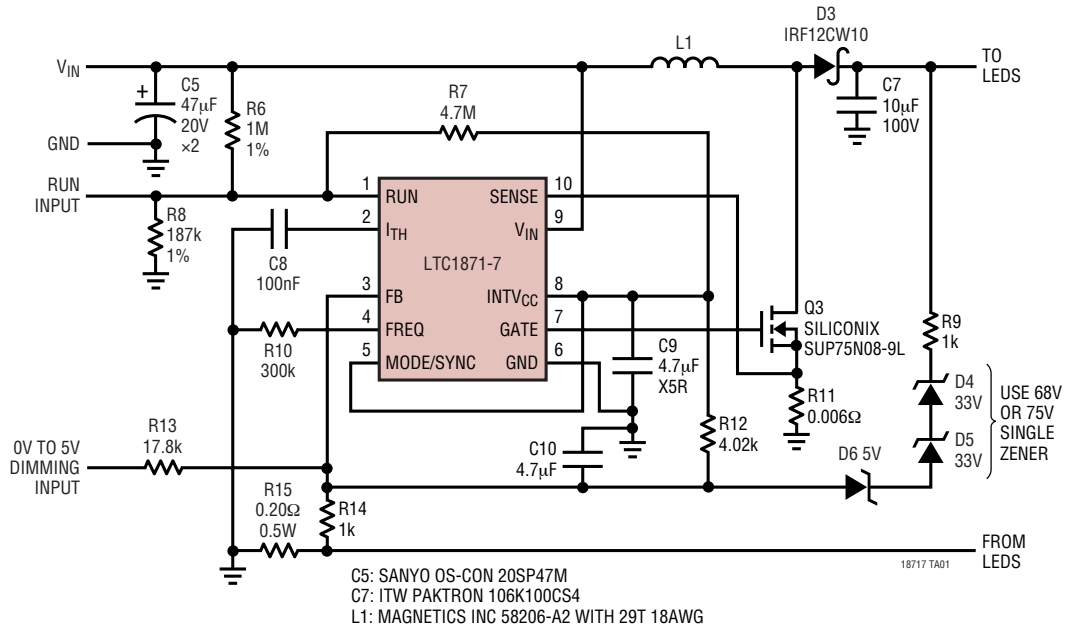 D3
IRF12CW10
L1
TO
LEDS
VIN
+
C5
47µF
20V
×2
R6
1M
1%
R7
4.7M
C7
10µF
100V
GND
RUN
INPUT
R8
187k
1%
C8
100nF
1
RUN
SENSE
10
2
ITH
VIN
9
LTC1871-7
3
FB
INTVCC
8
4
FREQ
GATE
7
5
MODE/SYNC
GND
6
R10
300k
Q3
SILICONIX
SUP75N08-9L
R9
1k
C9
4.7µF
X5R
R11
0.006Ω
D4
33V
D5
33V
USE 68V
OR 75V
SINGLE
ZENER
R12
4.02k
C10
4.7µF
D6 5V
0V TO 5V
DIMMING
INPUT
R13
17.8k
R15
0.20Ω
0.5W
R14
1k
FROM
LEDS
18717 TA01
C5: SANYO OS-CON 20SP47M
C7: ITW PAKTRON 106K100CS4
L1: MAGNETICS INC 58206-A2 WITH 29T 18AWG